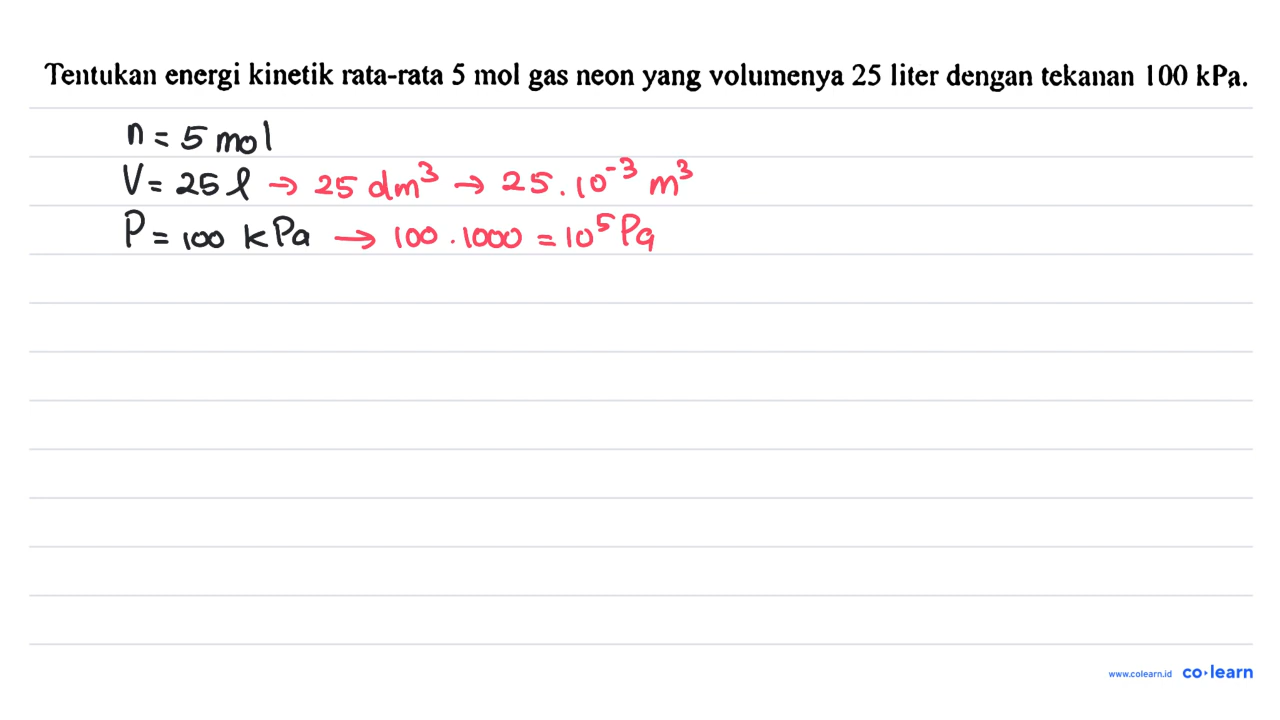 Tentukan energi kinetik rata-rata 5 mol gas neon yang volumenya 25 liter dengan tekanan 100 kPa.
n = 5 mol
V = 25 l → 25 dm³ → 25 . 10⁻³ m³
P = 100 kPa → 100 . 1000 = 10⁵ Pa
www.colearn.id co·learn